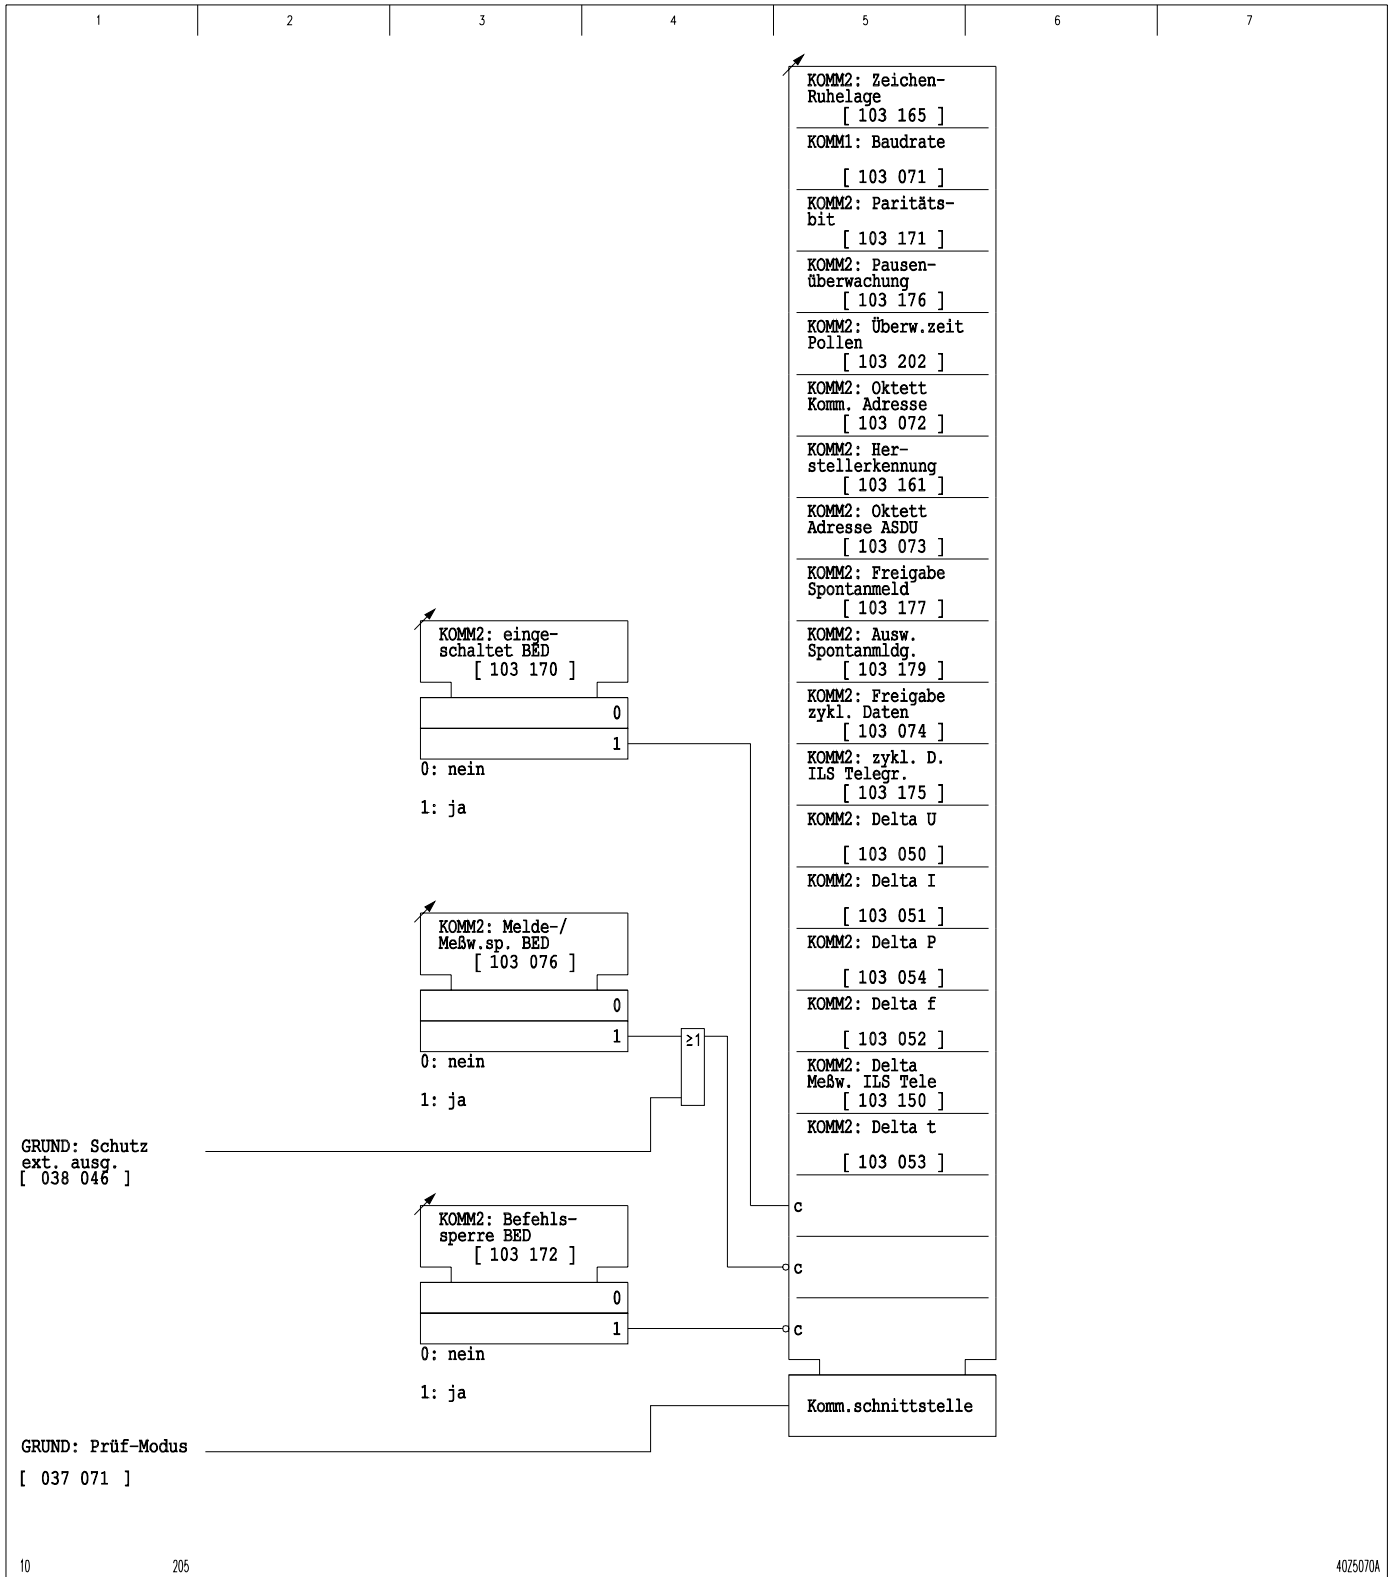 1 2 3 4 5 6 7
KOMM2: Zeichen-
Ruhelage
[ 103 165 ]
KOMM1: Baudrate
[ 103 071 ]
KOMM2: Paritäts-
bit
[ 103 171 ]
KOMM2: Pausen-
überwachung
[ 103 176 ]
KOMM2: Überw.zeit
Pollen
[ 103 202 ]
KOMM2: Oktett
Komm. Adresse
[ 103 072 ]
KOMM2: Her-
stellerkennung
[ 103 161 ]
KOMM2: Oktett
Adresse ASDU
[ 103 073 ]
KOMM2: Freigabe
Spontanmeld
[ 103 177 ]
KOMM2: Ausw.
Spontanmldg.
[ 103 179 ]
KOMM2: Freigabe
zykl. Daten
[ 103 074 ]
KOMM2: zykl. D.
ILS Telegr.
[ 103 175 ]
KOMM2: Delta U
[ 103 050 ]
KOMM2: Delta I
[ 103 051 ]
KOMM2: Delta P
[ 103 054 ]
KOMM2: Delta f
[ 103 052 ]
KOMM2: Delta
Meßw. ILS Tele
[ 103 150 ]
KOMM2: Delta t
[ 103 053 ]
C
C
C
Komm.schnittstelle
KOMM2: einge-
schaltet BED
[ 103 170 ]
0
1
0: nein
1: ja
KOMM2: Melde-/
Meßw.sp. BED
[ 103 076 ]
0
1
0: nein
1: ja
≥1
GRUND: Schutz
ext. ausg.
[ 038 046 ]
KOMM2: Befehls-
sperre BED
[ 103 172 ]
0
1
0: nein
1: ja
GRUND: Prüf-Modus
[ 037 071 ]
10 205 40Z5070A